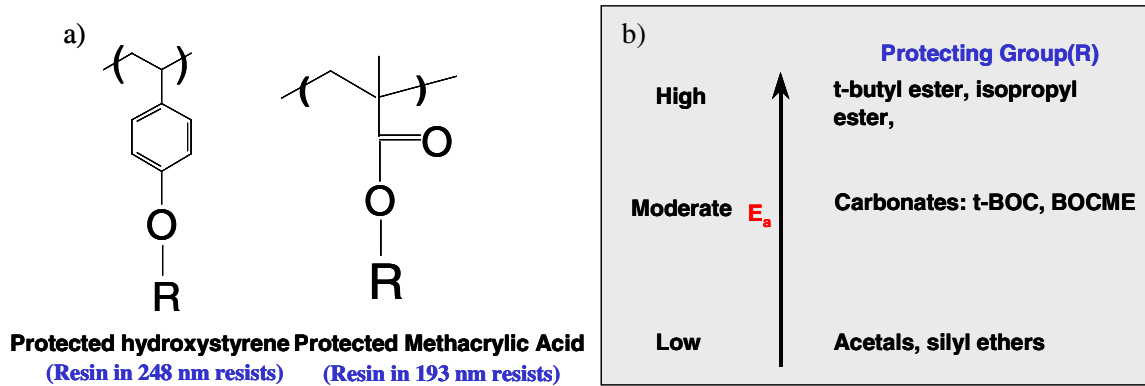 a)
O
O
O
R
R
Protected hydroxystyrene
(Resin in 248 nm resists)
Protected Methacrylic Acid
(Resin in 193 nm resists)
b)
Protecting Group(R)
High
t-butyl ester, isopropyl
ester,
Moderate
Ea
Carbonates: t-BOC, BOCME
Low
Acetals, silyl ethers